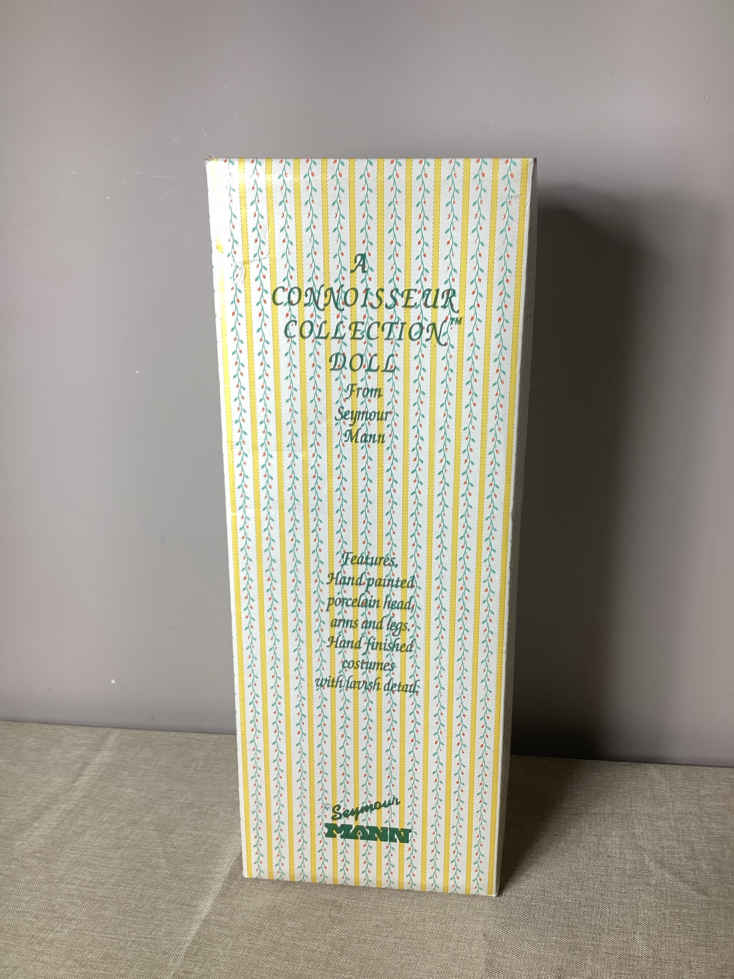 A
CONNOISSEUR
COLLECTION™
DOLL
From
Seymour
Mann
Features,
Hand painted
porcelain head,
arms and legs.
Hand finished
costumes
with lavish detail.
Seymour
MANN